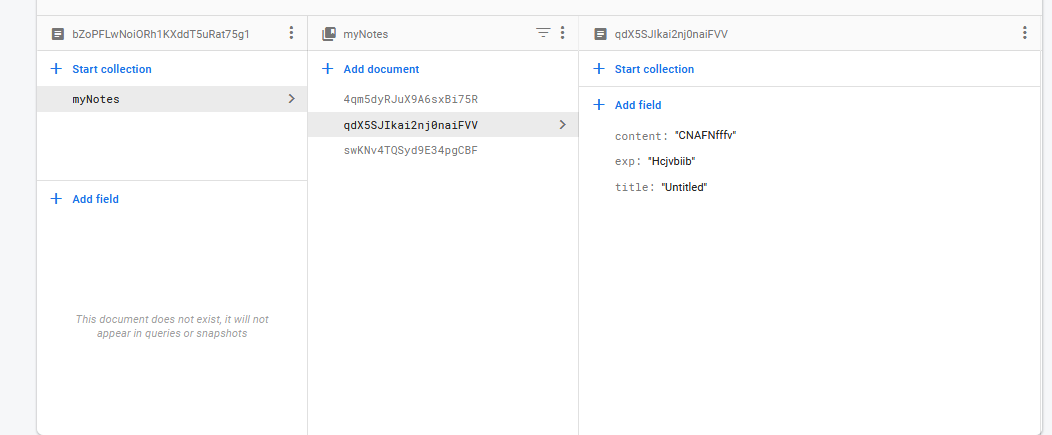 bZoPFLwNoiORh1KXddT5uRat75g1
Start collection
myNotes
Add field
This document does not exist, it will not
appear in queries or snapshots
myNotes
Add document
4qm5dyRJuX9A6sxBi75R
qdX5SJIkai2nj0naiFVV
swKNv4TQSyd9E34pgCBF
qdX5SJIkai2nj0naiFVV
Start collection
Add field
content: "CNAFNfffv"
exp: "Hcjvbiib"
title: "Untitled"